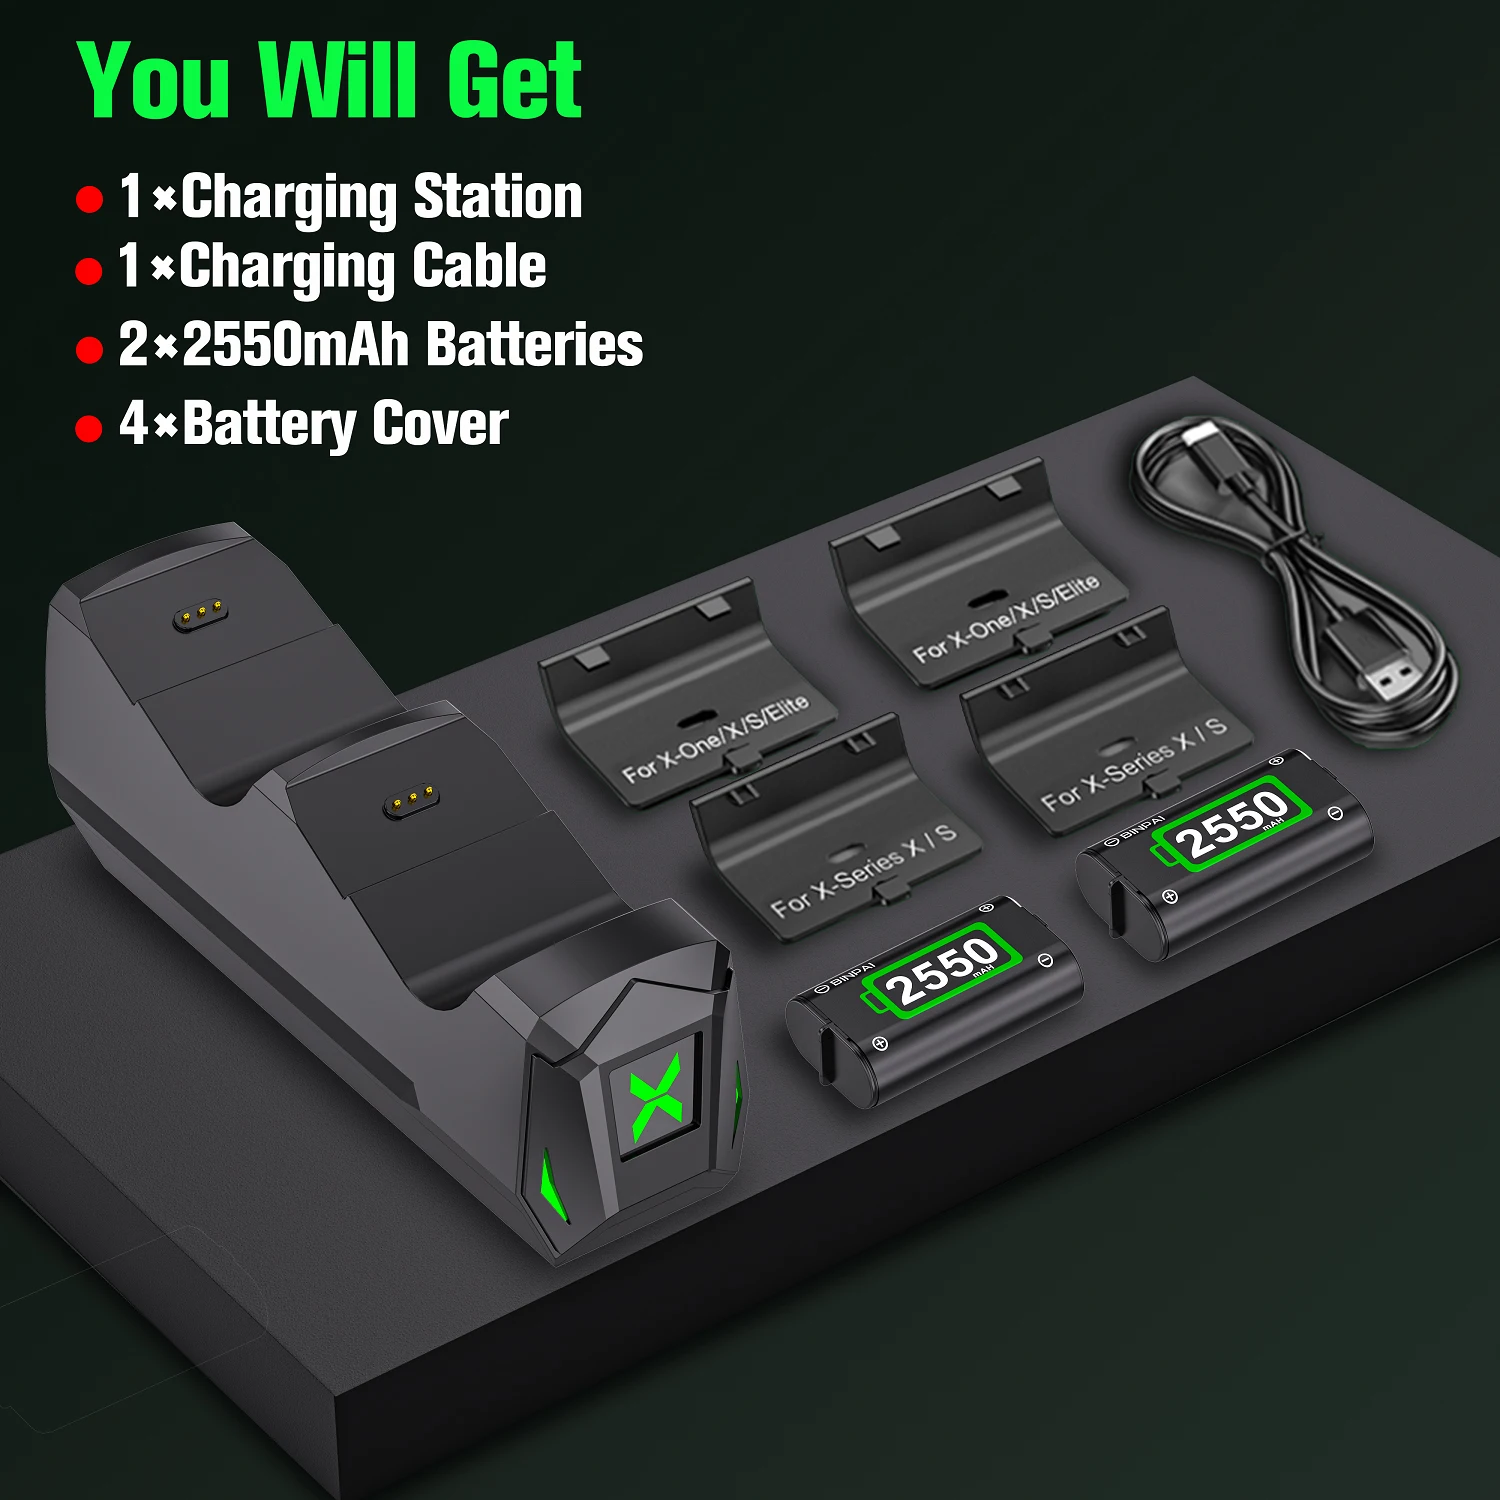 You Will Get
1×Charging Station
1×Charging Cable
2×2550mAh Batteries
4×Battery Cover
For X-One/X/S/Elite
For X-One/X/S/Elite
For X-Series X / S
For X-Series X / S
BINPAI
2550
mAH
BINPAI
2550
mAH
X